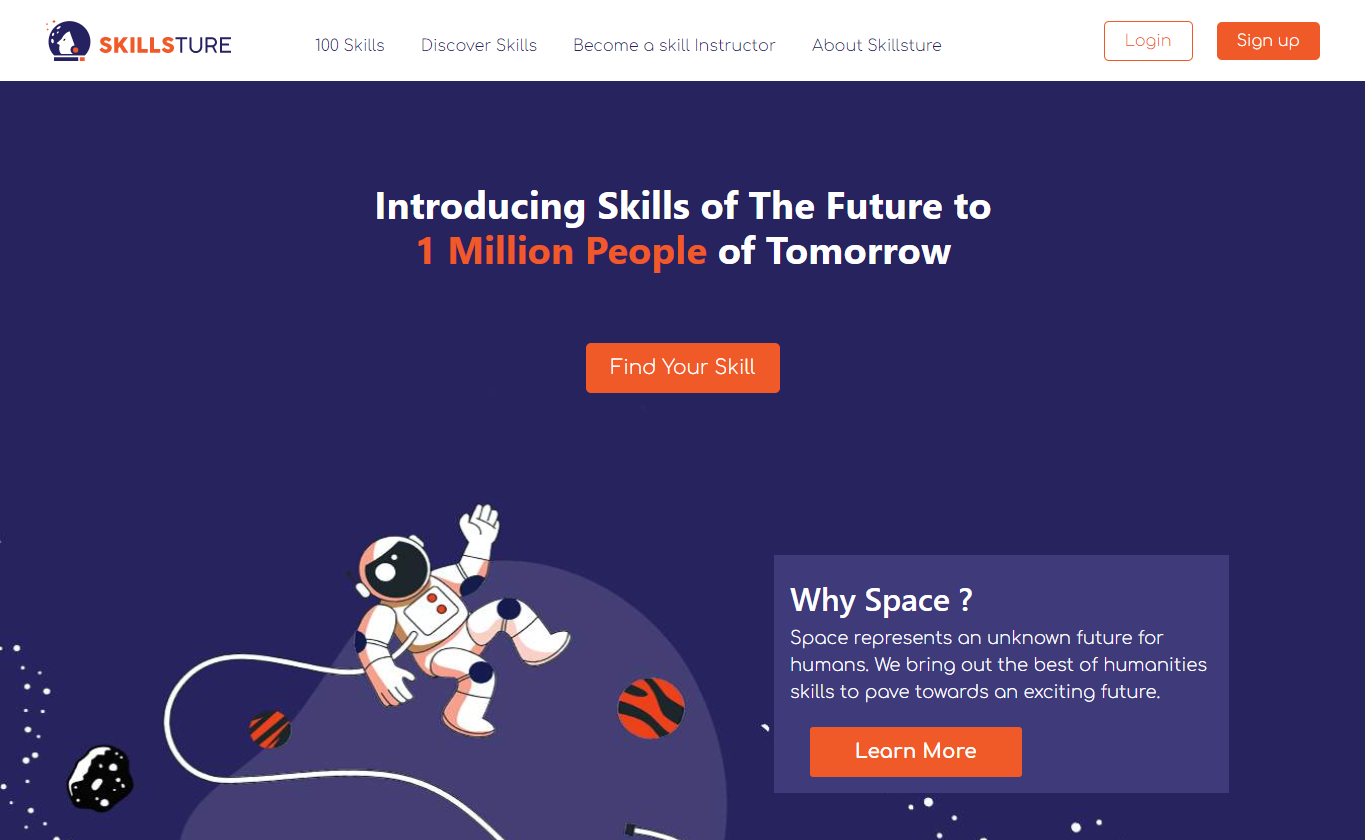 SKILLSTURE
100 Skills
Discover Skills
Become a skill Instructor
About Skillsture
Login
Sign up
Introducing Skills of The Future to
1 Million People of Tomorrow
Find Your Skill
Why Space ?
Space represents an unknown future for
humans. We bring out the best of humanities
skills to pave towards an exciting future.
Learn More